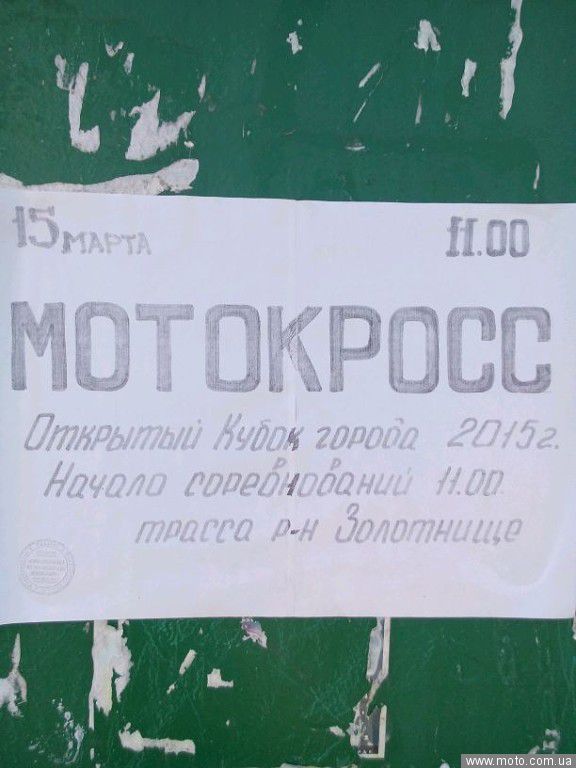 15 МАРТА 11.00
МОТОКРОСС
Открытый Кубок города 2015г.
Начало соревнований 11.00
трасса р-н Золотнище
www.moto.com.ua